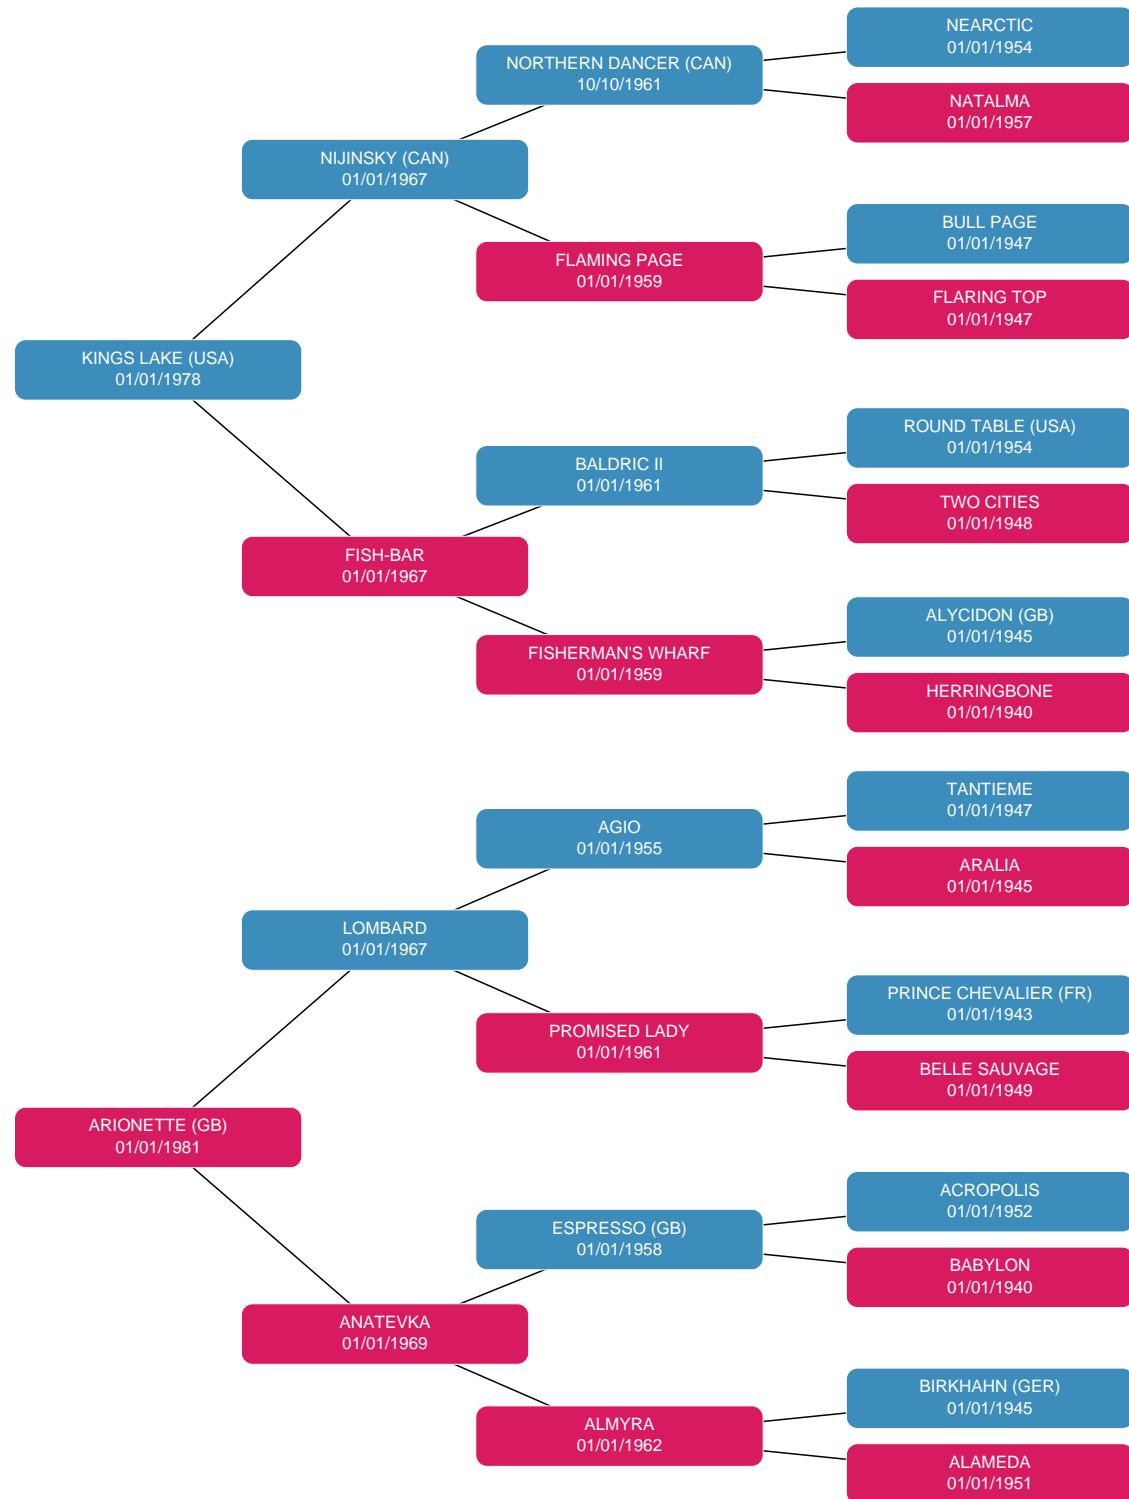 NEARCTIC
01/01/1954
NORTHERN DANCER (CAN)
10/10/1961
NATALMA
01/01/1957
NIJINSKY (CAN)
01/01/1967
BULL PAGE
01/01/1947
FLAMING PAGE
01/01/1959
FLARING TOP
01/01/1947
KINGS LAKE (USA)
01/01/1978
ROUND TABLE (USA)
01/01/1954
BALDRIC II
01/01/1961
TWO CITIES
01/01/1948
FISH-BAR
01/01/1967
ALYCIDON (GB)
01/01/1945
FISHERMAN'S WHARF
01/01/1959
HERRINGBONE
01/01/1940
TANTIEME
01/01/1947
AGIO
01/01/1955
ARALIA
01/01/1945
LOMBARD
01/01/1967
PRINCE CHEVALIER (FR)
01/01/1943
PROMISED LADY
01/01/1961
BELLE SAUVAGE
01/01/1949
ARIONETTE (GB)
01/01/1981
ACROPOLIS
01/01/1952
ESPRESSO (GB)
01/01/1958
BABYLON
01/01/1940
ANATEVKA
01/01/1969
BIRKHAHN (GER)
01/01/1945
ALMYRA
01/01/1962
ALAMEDA
01/01/1951